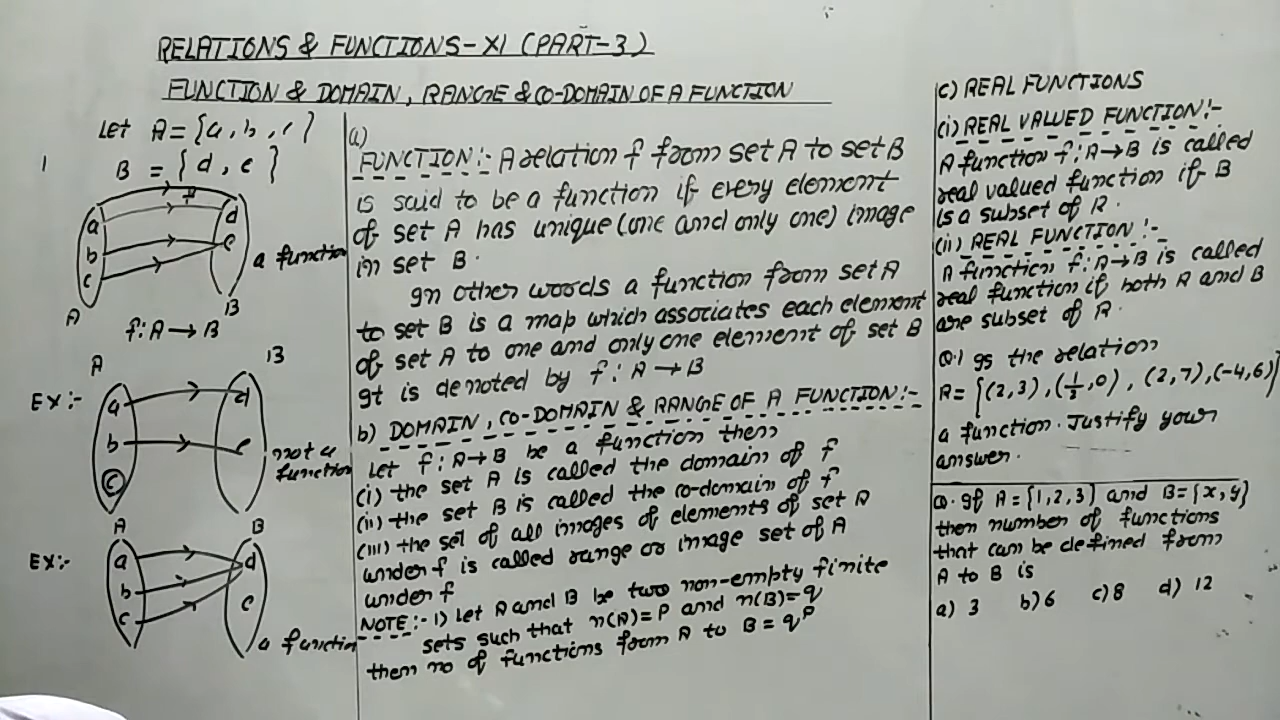 RELATIONS & FUNCTIONS-XI (PART-3)
FUNCTION & DOMAIN, RANGE & CO-DOMAIN OF A FUNCTION
Let A = {a, b, c}
B = {d, e}
a
b
c
d
e
A
B
a function
f: A → B
A
B
EX:-
a
b
c
d
e
not a
function
A
B
EX:-
a
b
c
d
e
a function
a)
FUNCTION:- A relation f from set A to set B
is said to be a function if every element
of set A has unique (one and only one) image
in set B.
In other words a function from set A
to set B is a map which associates each element
of set A to one and only one element of set B
It is denoted by f: A → B
b) DOMAIN, CO-DOMAIN & RANGE OF A FUNCTION:-
Let f: A → B be a function then
(i) the set A is called the domain of f
(ii) the set B is called the co-domain of f
(iii) the set of all images of elements of set A
under f is called range or image set of A
under f
NOTE:- 1) Let A and B be two non-empty finite
sets such that n(A)=P and n(B)=q
then no of functions from A to B = q^P
c) REAL FUNCTIONS
(i) REAL VALUED FUNCTION:-
A function f: A → B is called
real valued function if B
is a subset of R.
(ii) REAL FUNCTION:-
A function f: A → B is called
real function if both A and B
are subset of R.
Q.1 Is the relation
R = {(2,3), (1/2,0), (2,7), (-4,6)}
a function. Justify your
answer.
Q. If A = {1,2,3} and B = {x,y}
then number of functions
that can be defined from
A to B is
a) 3 b) 6 c) 8 d) 12